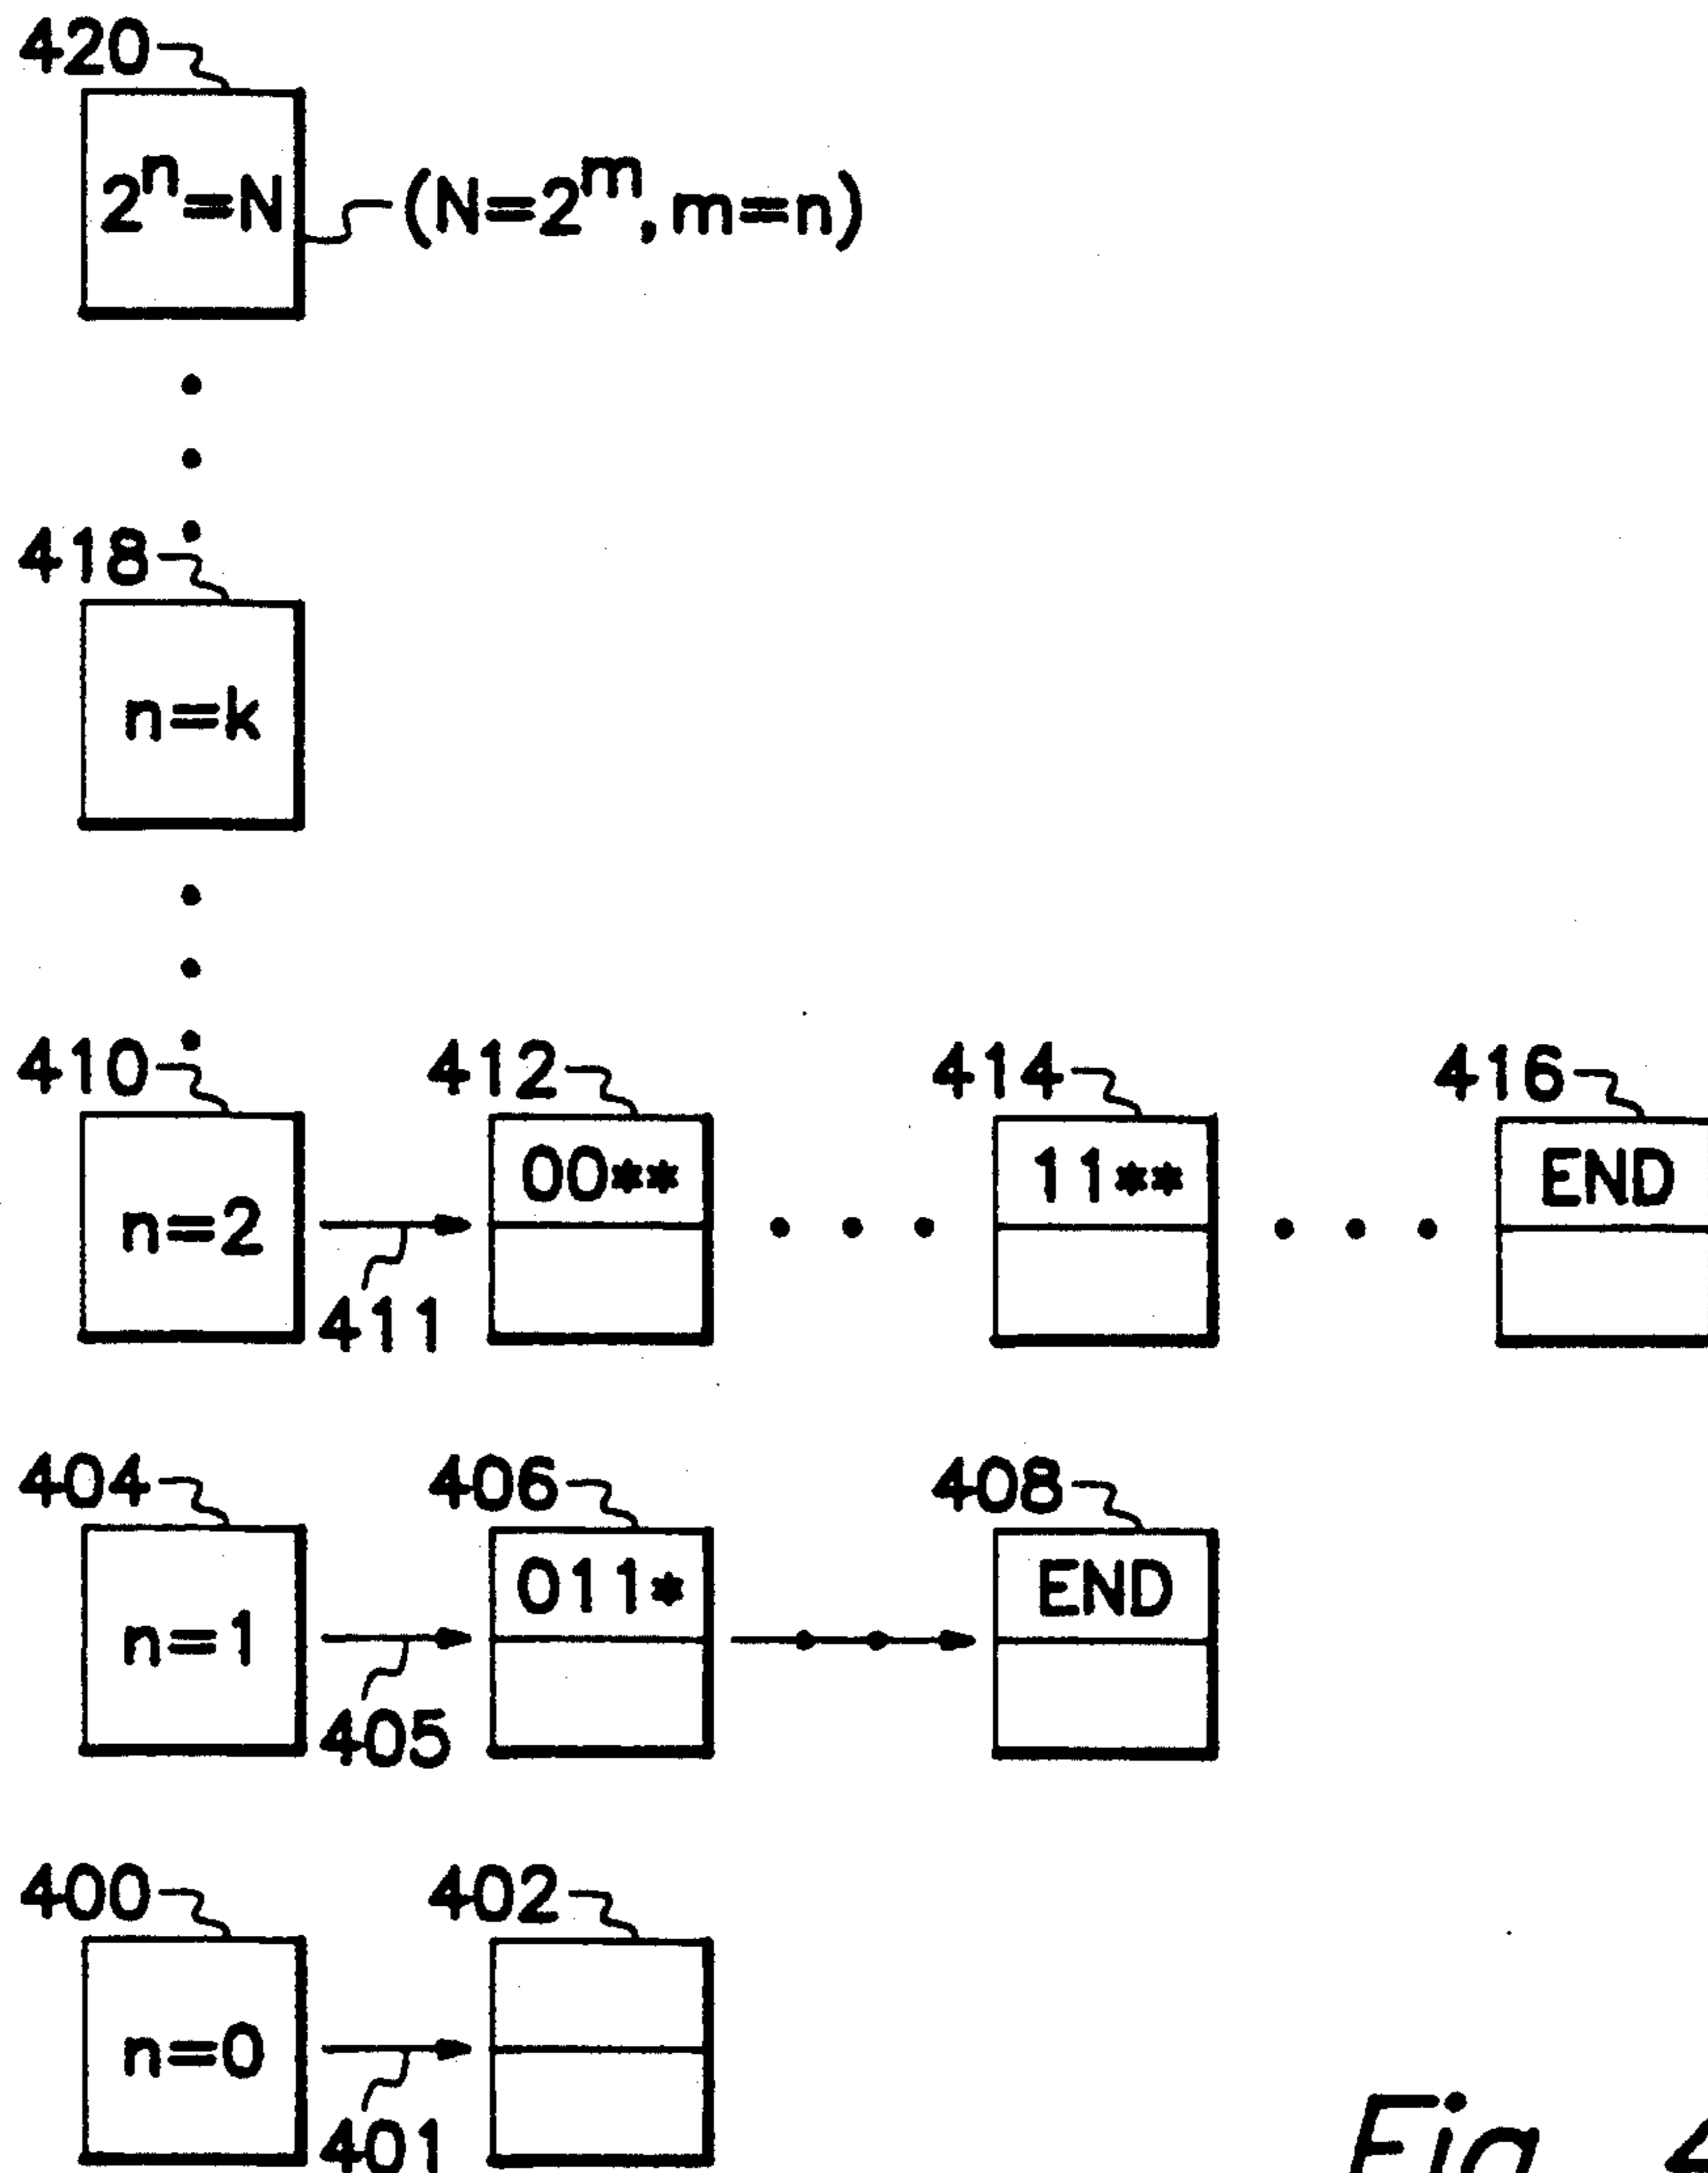 420
2^n=N
(N=2^m, m=n)
418
n=k
410
412
414
416
n=2
00**
11**
END
411
404
406
408
n=1
011*
END
405
400
402
n=0
401
Fig 4